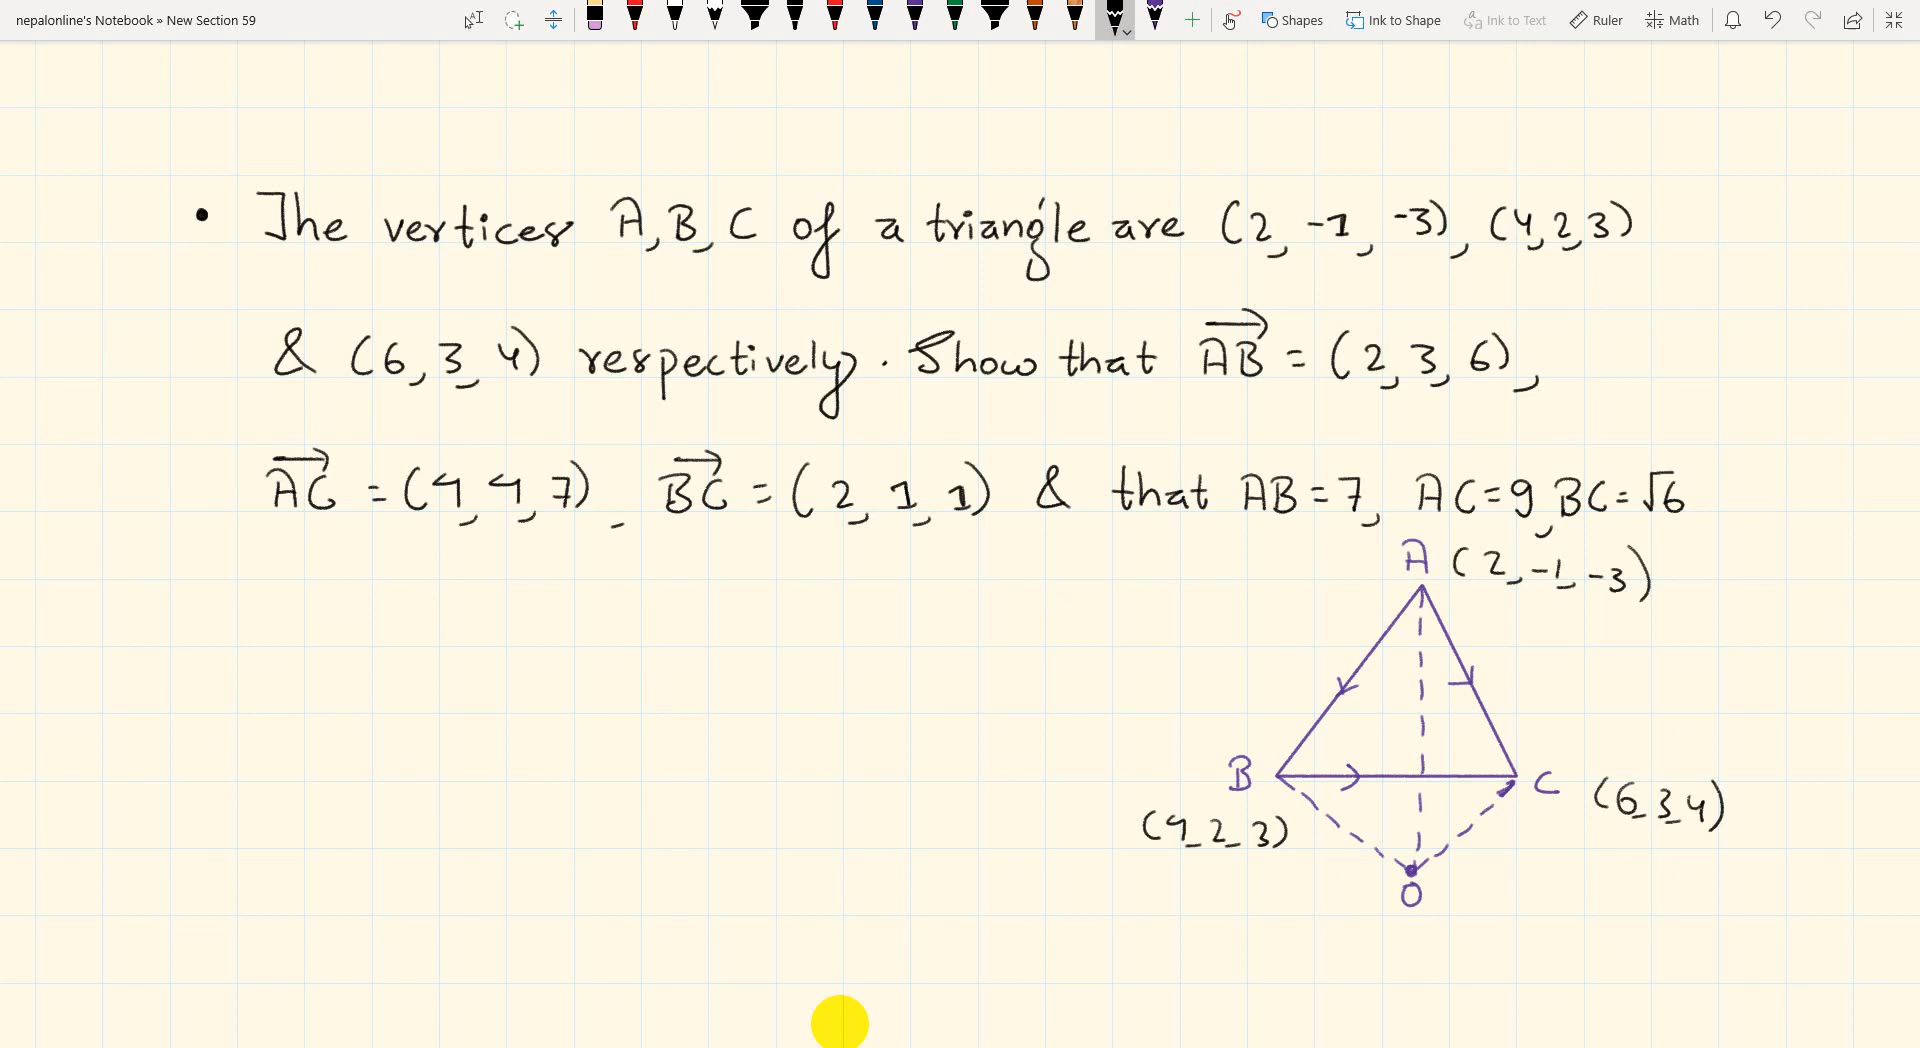 nepalonline's Notebook » New Section 59
Shapes Ink to Shape Ink to Text Ruler Math
• The vertices A, B, C of a triangle are (2, -1, -3), (4, 2, 3)
& (6, 3, 4) respectively. Show that \overrightarrow{AB} = (2, 3, 6),
\overrightarrow{AC} = (4, 4, 7), \overrightarrow{BC} = (2, 1, 1) & that AB = 7, AC = 9, BC = √6
A (2, -1, -3)
B
C (6, 3, 4)
(4, 2, 3)
O